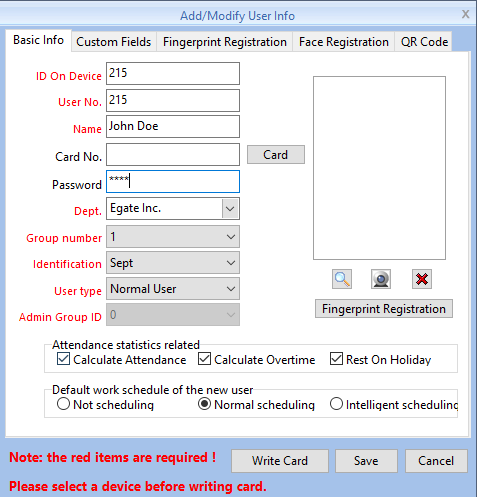 Add/Modify User Info
x
Basic Info Custom Fields Fingerprint Registration Face Registration QR Code
ID On Device 215
User No. 215
Name John Doe
Card No. Card
Password ****
Dept. Egate Inc.
Group number 1
Identification Sept
User type Normal User
Admin Group ID 0
Fingerprint Registration
Attendance statistics related
Calculate Attendance Calculate Overtime Rest On Holiday
Default work schedule of the new user
Not scheduling Normal scheduling Intelligent scheduling
Note: the red items are required !
Write Card Save Cancel
Please select a device before writing card.